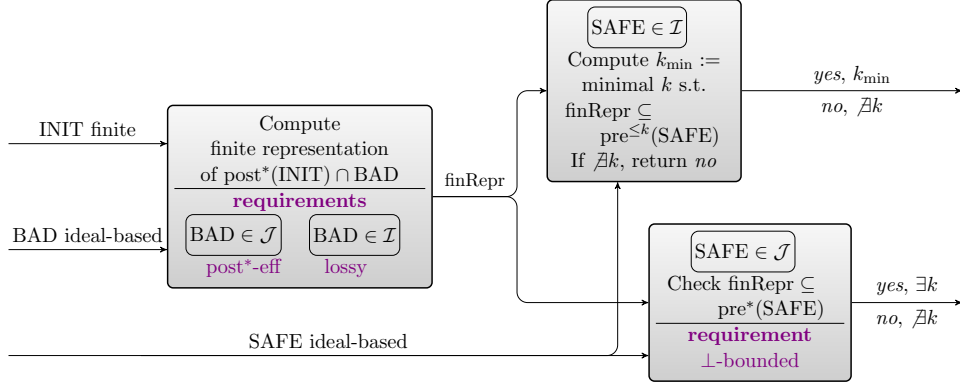 INIT finite
BAD ideal-based
SAFE ideal-based
Compute
finite representation
of post*(INIT) ∩ BAD
requirements
BAD ∈ 𝒥
BAD ∈ ℐ
post*-eff
lossy
finRepr
SAFE ∈ ℐ
Compute k_min :=
minimal k s.t.
finRepr ⊆
pre^≤k(SAFE)
If ∄k, return no
yes, k_min
no, ∄k
SAFE ∈ 𝒥
Check finRepr ⊆
pre*(SAFE)
requirement
⊥-bounded
yes, ∃k
no, ∄k